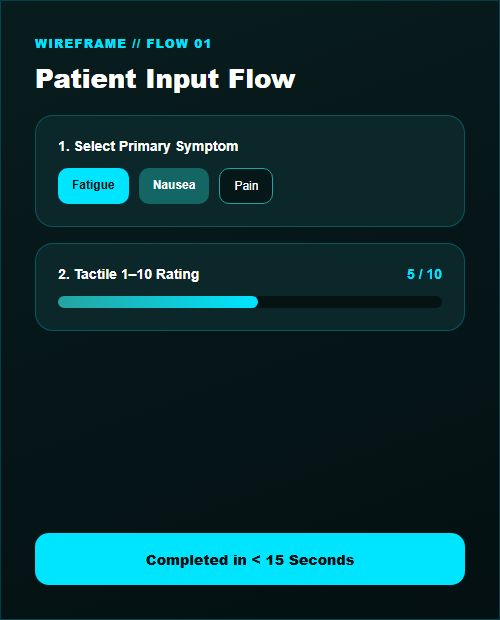 WIREFRAME // FLOW 01
Patient Input Flow
1. Select Primary Symptom
Fatigue Nausea Pain
2. Tactile 1–10 Rating 5 / 10
Completed in < 15 Seconds